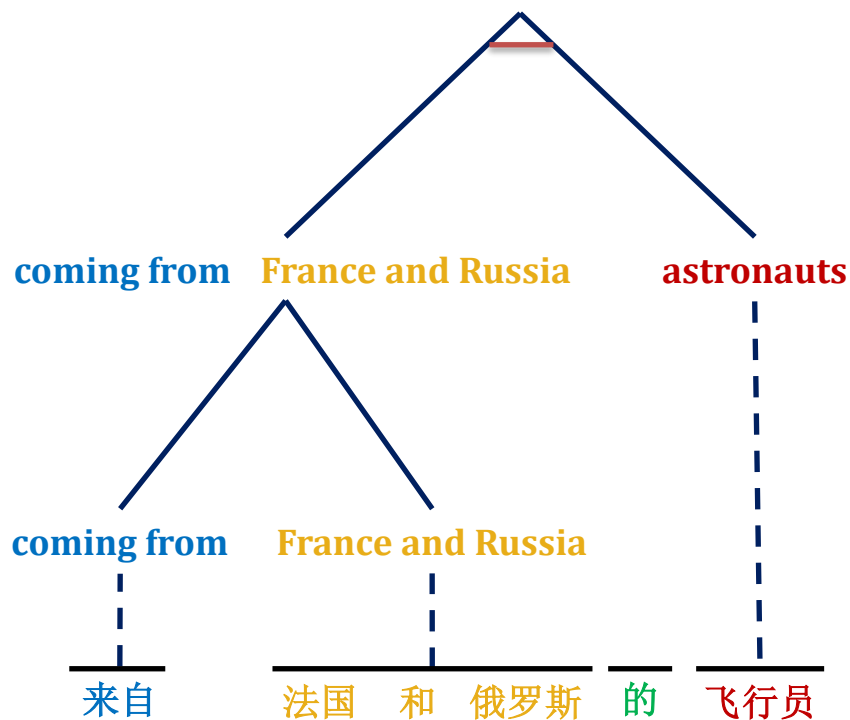 coming from France and Russia astronauts
coming from France and Russia
来自 法国 和 俄罗斯 的 飞行员